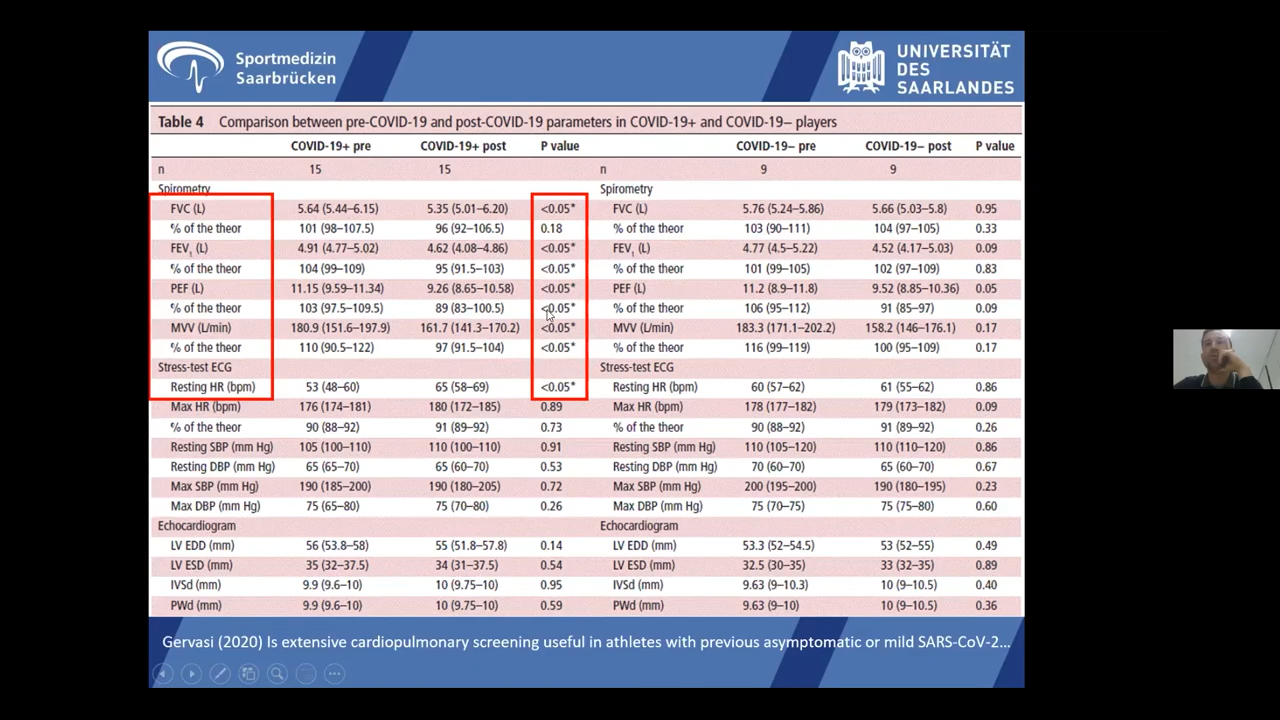 Sportmedizin
Saarbrücken
UNIVERSITÄT
DES
SAARLANDES
Table 4 Comparison between pre-COVID-19 and post-COVID-19 parameters in COVID-19+ and COVID-19− players
COVID-19+ pre COVID-19+ post P value COVID-19− pre COVID-19− post P value
n 15 15 n 9 9
Spirometry Spirometry
FVC (L) 5.64 (5.44–6.15) 5.35 (5.01–6.20) <0.05* FVC (L) 5.76 (5.24–5.86) 5.66 (5.03–5.8) 0.95
% of the theor 101 (98–107.5) 96 (92–106.5) 0.18 % of the theor 103 (90–111) 104 (97–105) 0.33
FEV1 (L) 4.91 (4.77–5.02) 4.62 (4.08–4.86) <0.05* FEV1 (L) 4.77 (4.5–5.22) 4.52 (4.17–5.03) 0.09
% of the theor 104 (99–109) 95 (91.5–103) <0.05* % of the theor 101 (99–105) 102 (97–109) 0.83
PEF (L) 11.15 (9.59–11.34) 9.26 (8.65–10.58) <0.05* PEF (L) 11.2 (8.9–11.8) 9.52 (8.85–10.36) 0.05
% of the theor 103 (97.5–109.5) 89 (83–100.5) <0.05* % of the theor 106 (95–112) 91 (85–97) 0.09
MVV (L/min) 180.9 (151.6–197.9) 161.7 (141.3–170.2) <0.05* MVV (L/min) 183.3 (171.1–202.2) 158.2 (146–176.1) 0.17
% of the theor 110 (90.5–122) 97 (91.5–104) <0.05* % of the theor 116 (99–119) 100 (95–109) 0.17
Stress-test ECG Stress-test ECG
Resting HR (bpm) 53 (48–60) 65 (58–69) <0.05* Resting HR (bpm) 60 (57–62) 61 (55–62) 0.86
Max HR (bpm) 176 (174–181) 180 (172–185) 0.89 Max HR (bpm) 178 (177–182) 179 (173–182) 0.09
% of the theor 90 (88–92) 91 (89–92) 0.73 % of the theor 90 (88–92) 91 (89–92) 0.26
Resting SBP (mm Hg) 105 (100–110) 110 (100–110) 0.91 Resting SBP (mm Hg) 110 (105–120) 110 (110–120) 0.86
Resting DBP (mm Hg) 65 (65–70) 65 (60–70) 0.53 Resting DBP (mm Hg) 70 (60–70) 65 (60–70) 0.67
Max SBP (mm Hg) 190 (185–200) 190 (180–205) 0.72 Max SBP (mm Hg) 200 (195–200) 190 (180–195) 0.23
Max DBP (mm Hg) 75 (65–80) 75 (70–80) 0.26 Max DBP (mm Hg) 75 (70–75) 75 (75–80) 0.60
Echocardiogram Echocardiogram
LV EDD (mm) 56 (53.8–58) 55 (51.8–57.8) 0.14 LV EDD (mm) 53.3 (52–54.5) 53 (52–55) 0.49
LV ESD (mm) 35 (32–37.5) 34 (31–37.5) 0.54 LV ESD (mm) 32.5 (30–35) 33 (32–35) 0.89
IVSd (mm) 9.9 (9.6–10) 10 (9.75–10) 0.95 IVSd (mm) 9.63 (9–10.3) 10 (9–10.5) 0.40
PWd (mm) 9.9 (9.6–10) 10 (9.75–10) 0.59 PWd (mm) 9.63 (9–10) 10 (9–10.5) 0.36
Gervasi (2020) Is extensive cardiopulmonary screening useful in athletes with previous asymptomatic or mild SARS-CoV-2...